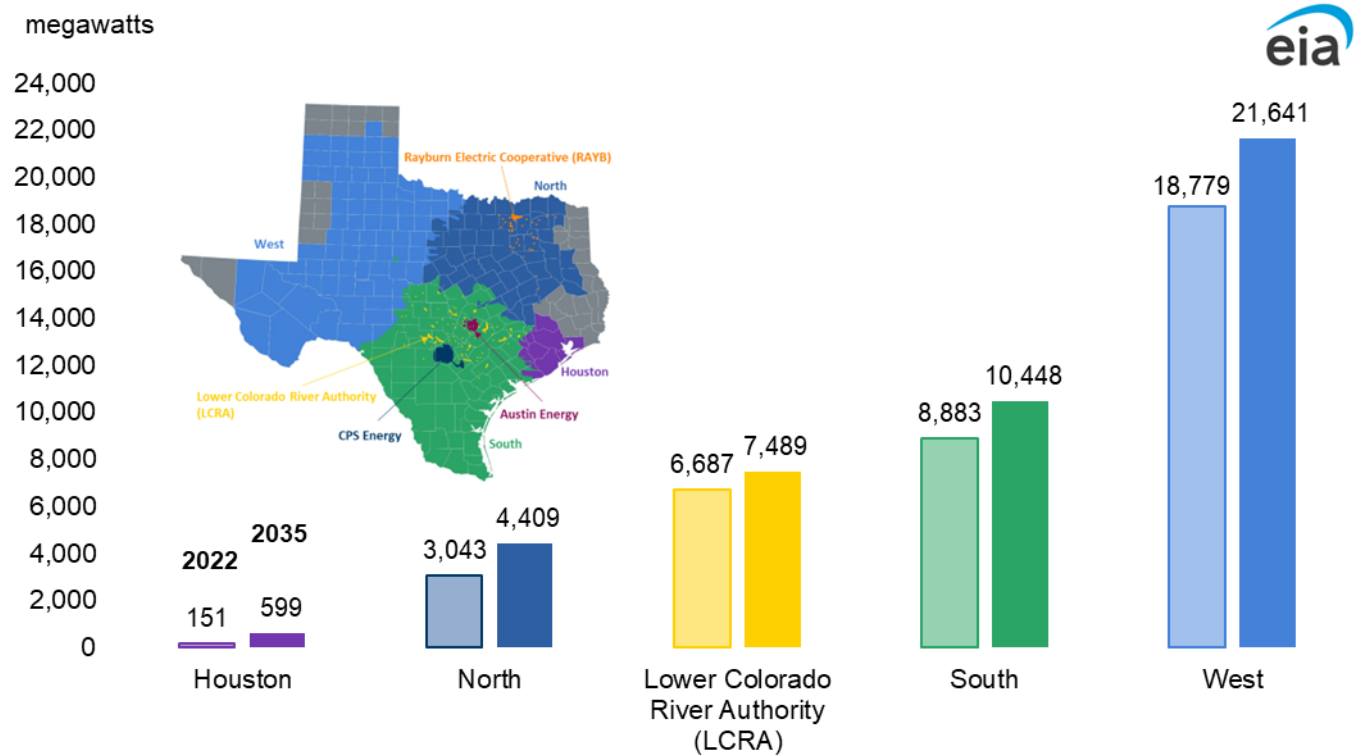 megawatts
eia
24,000
22,000
20,000
18,000
16,000
14,000
12,000
10,000
8,000
6,000
4,000
2,000
0
Rayburn Electric Cooperative (RAYB)
North
West
Houston
Lower Colorado River Authority
(LCRA)
Austin Energy
CPS Energy
South
2022
2035
151
599
3,043
4,409
6,687
7,489
8,883
10,448
18,779
21,641
Houston
North
Lower Colorado
River Authority
(LCRA)
South
West